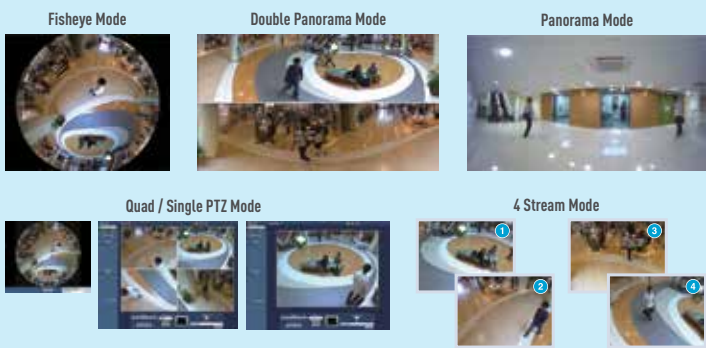 Fisheye Mode
Double Panorama Mode
Panorama Mode
Quad / Single PTZ Mode
4 Stream Mode
1
3
2
4